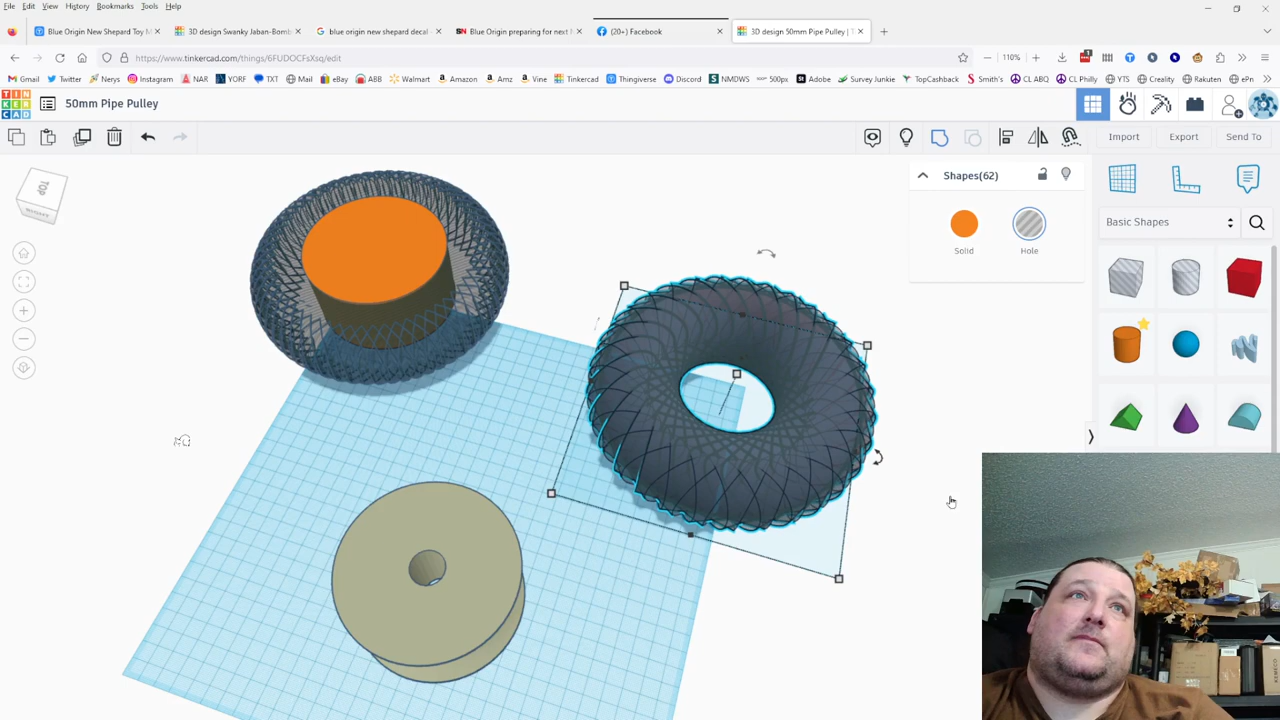 File Edit View History Bookmarks Tools Help
Blue Origin New Shepard Toy M
3D design Swanky Jaban-Bomb
blue origin new shepard decal
Blue Origin preparing for next
(20+) Facebook
3D design 50mm Pipe Pulley | T
https://www.tinkercad.com/things/6FUDOCFsXsq/edit
110%
Gmail Twitter Nerys Instagram NAR YORF TXT Mail eBay ABB Walmart Amazon Amz Vine Tinkercad Thingiverse Discord NMDWS 500px Adobe Survey Junkie TopCashback Smith's CL ABQ CL Philly YTS Creality Rakuten ePn
TIN
KER
CAD
50mm Pipe Pulley
Import Export Send To
TOP
Shapes(62)
Solid Hole
Basic Shapes